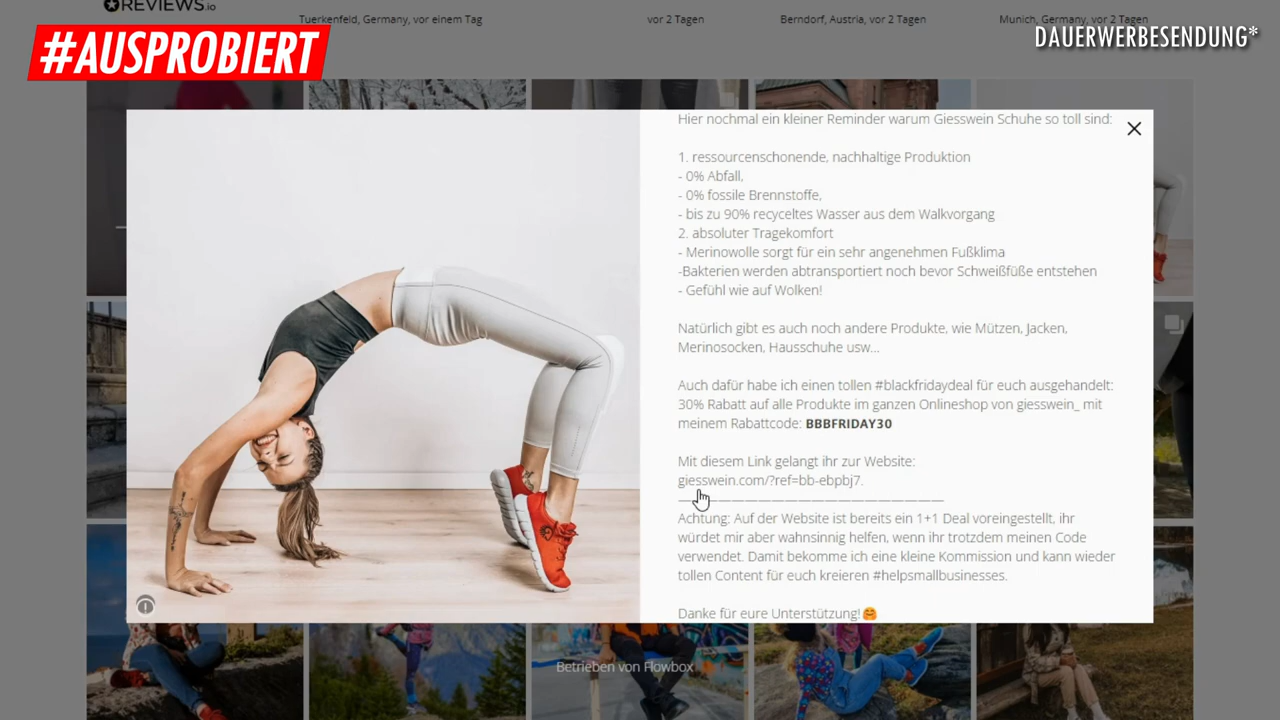 REVIEWS.io
Tuerkenfeld, Germany, vor einem Tag
vor 2 Tagen
Berndorf, Austria, vor 2 Tagen
Munich, Germany, vor 2 Tagen
#AUSPROBIERT
DAUERWERBESENDUNG*
Hier nochmal ein kleiner Reminder warum Giesswein Schuhe so toll sind:
1. ressourcenschonende, nachhaltige Produktion
- 0% Abfall,
- 0% fossile Brennstoffe,
- bis zu 90% recyceltes Wasser aus dem Walkvorgang
2. absoluter Tragekomfort
- Merinowolle sorgt für ein sehr angenehmen Fußklima
-Bakterien werden abtransportiert noch bevor Schweißfüße entstehen
- Gefühl wie auf Wolken!
Natürlich gibt es auch noch andere Produkte, wie Mützen, Jacken,
Merinosocken, Hausschuhe usw...
Auch dafür habe ich einen tollen #blackfridaydeal für euch ausgehandelt:
30% Rabatt auf alle Produkte im ganzen Onlineshop von giesswein_ mit
meinem Rabattcode: BBBFRIDAY30
Mit diesem Link gelangt ihr zur Website:
giesswein.com/?ref=bb-ebpbj7.
Achtung: Auf der Website ist bereits ein 1+1 Deal voreingestellt, ihr
würdet mir aber wahnsinnig helfen, wenn ihr trotzdem meinen Code
verwendet. Damit bekomme ich eine kleine Kommission und kann wieder
tollen Content für euch kreieren #helpsmallbusinesses.
Danke für eure Unterstützung!🤗
Betrieben von Flowbox